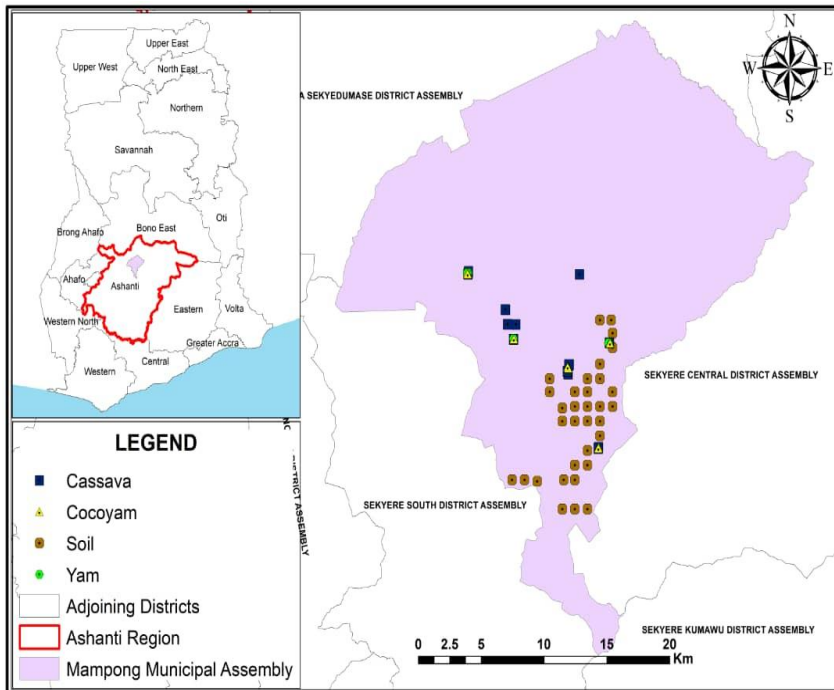 Upper East
Upper West
North East
Northern
Savannah
Oti
Bono East
Brong Ahafo
Ahafo
Ashanti
Eastern
Volta
Western North
Greater Accra
Central
Western
N
W E
S
A SEKYEDUMASE DISTRICT ASSEMBLY
SEKYERE CENTRAL DISTRICT ASSEMBLY
SEKYERE SOUTH DISTRICT ASSEMBLY
SEKYERE KUMAWU DISTRICT ASSEMBLY
DISTRICT ASSEMBLY
LEGEND
Cassava
Cocoyam
Soil
Yam
Adjoining Districts
Ashanti Region
Mampong Municipal Assembly
0 2.5 5 10 15 20
Km